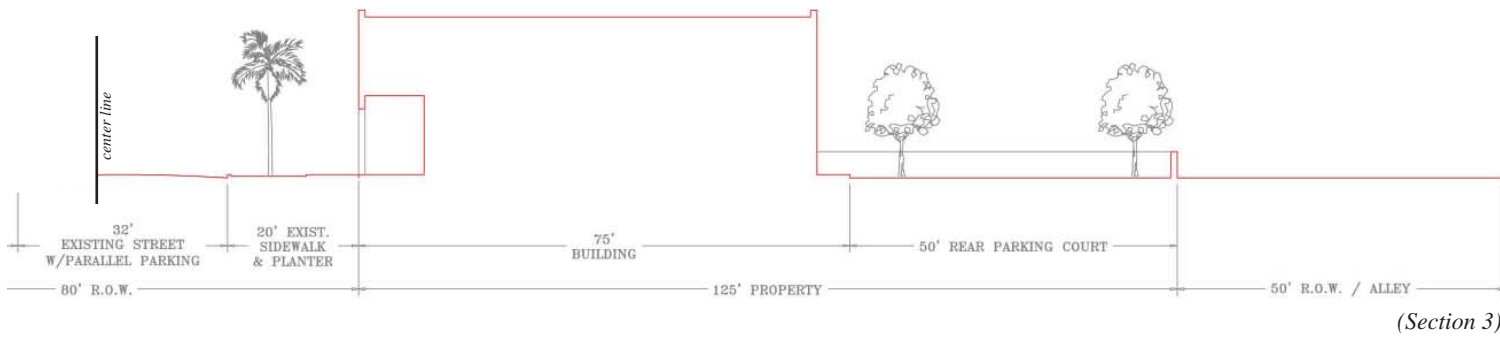 center line
32'
EXISTING STREET
W/PARALLEL PARKING
20' EXIST.
SIDEWALK
& PLANTER
75'
BUILDING
50' REAR PARKING COURT
80' R.O.W.
125' PROPERTY
50' R.O.W. / ALLEY
(Section 3)